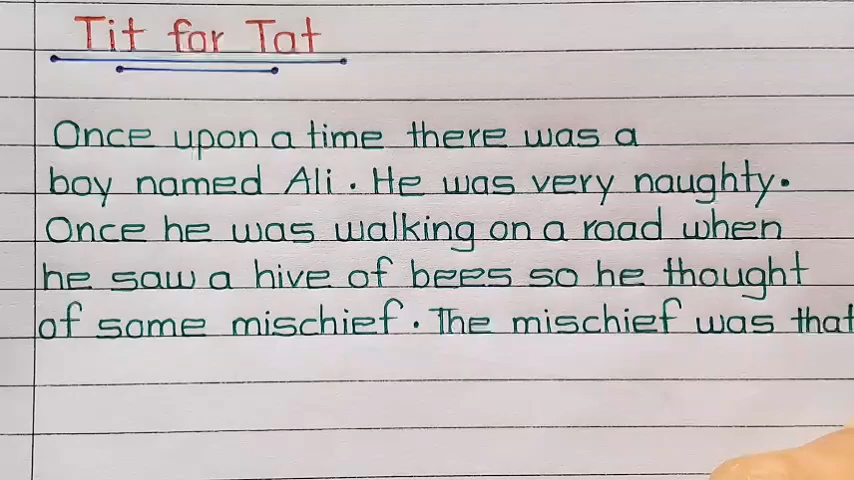 Tit for Tat
Once upon a time there was a
boy named Ali. He was very naughty.
Once he was walking on a road when
he saw a hive of bees so he thought
of some mischief. The mischief was that